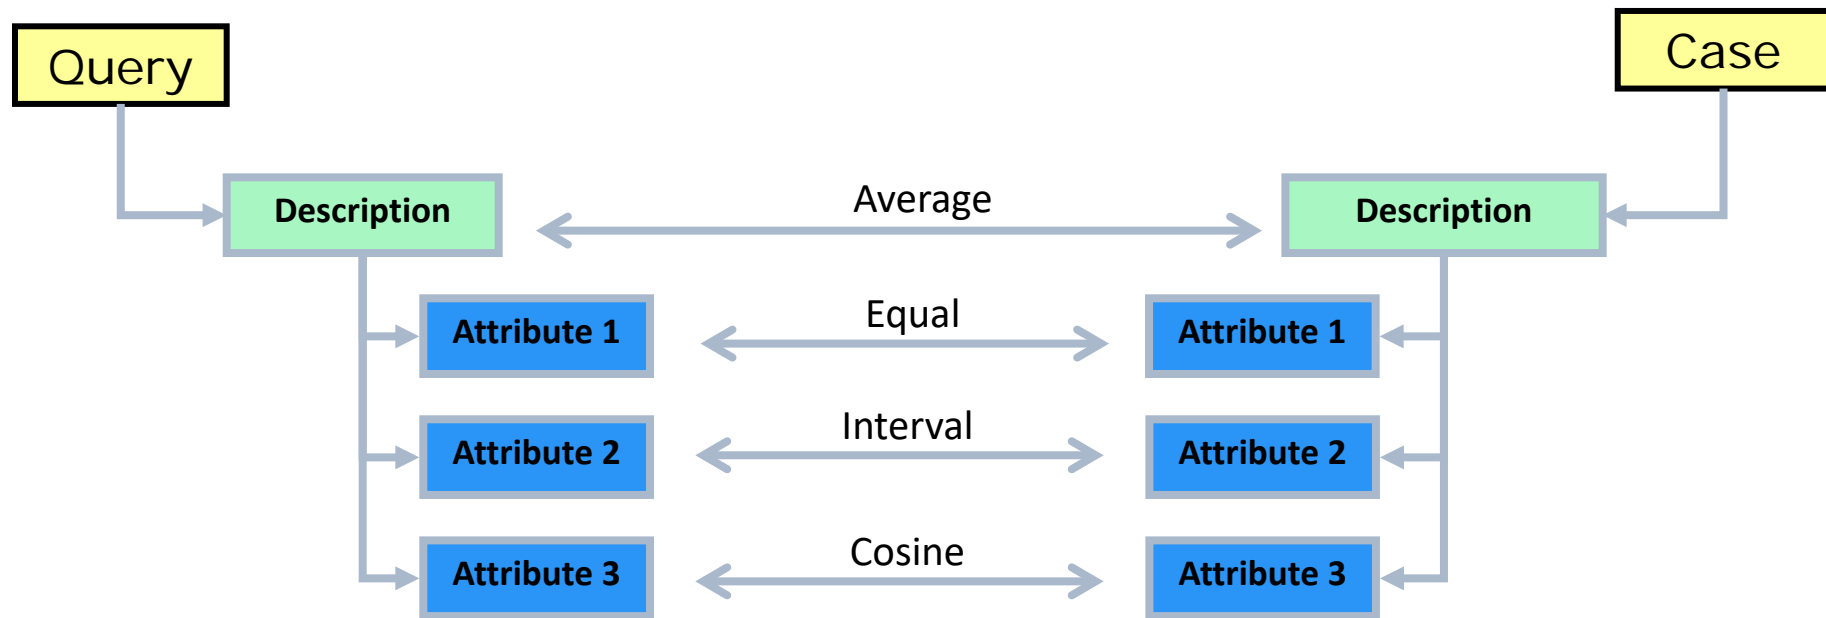 Query
Case
Description
Average
Description
Attribute 1
Equal
Attribute 1
Attribute 2
Interval
Attribute 2
Attribute 3
Cosine
Attribute 3